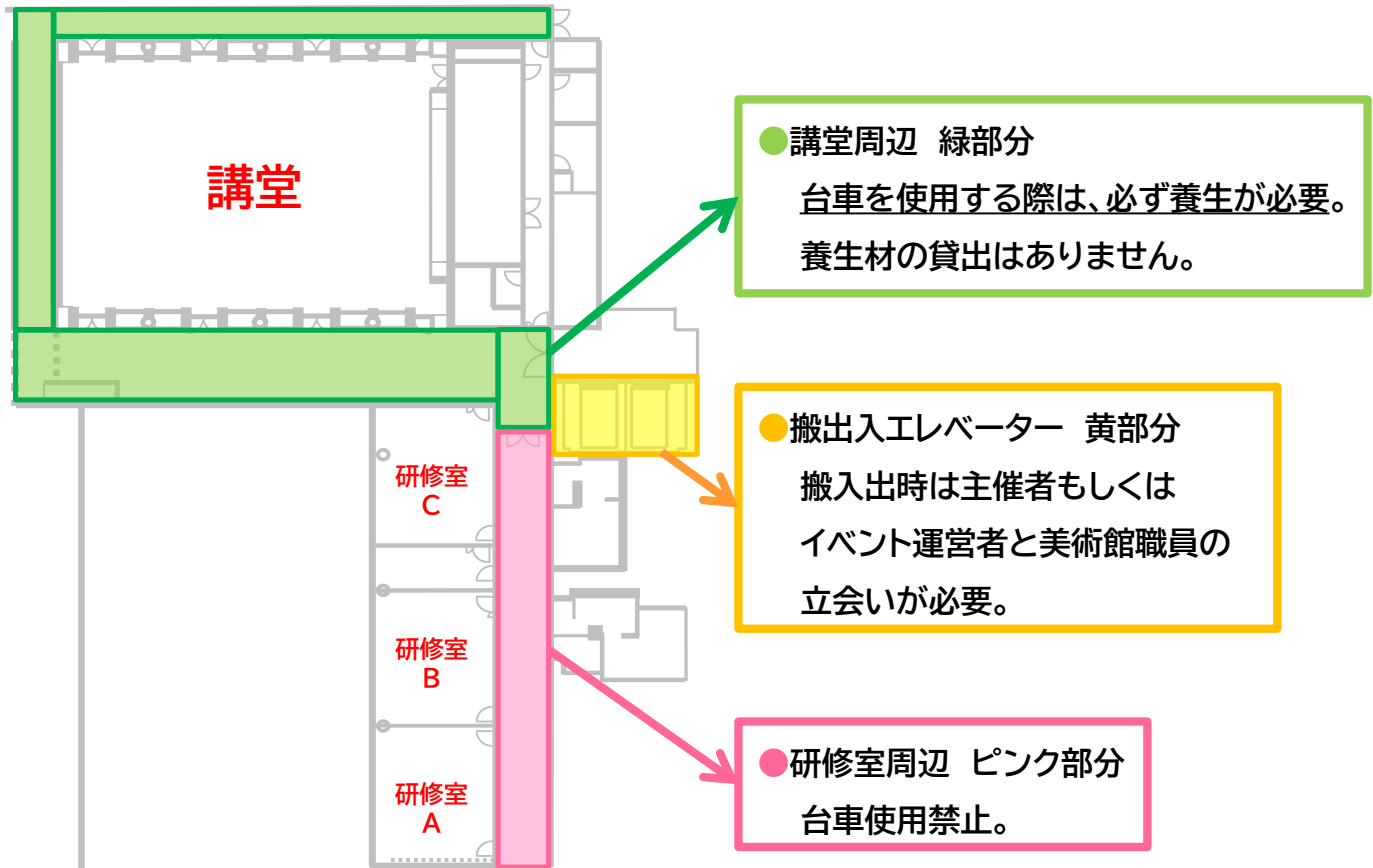 講堂
●講堂周辺　緑部分
台車を使用する際は、必ず養生が必要。
養生材の貸出はありません。
●搬出入エレベーター　黄部分
搬入出時は主催者もしくは
イベント運営者と美術館職員の
立会いが必要。
研修室
C
研修室
B
研修室
A
●研修室周辺　ピンク部分
台車使用禁止。